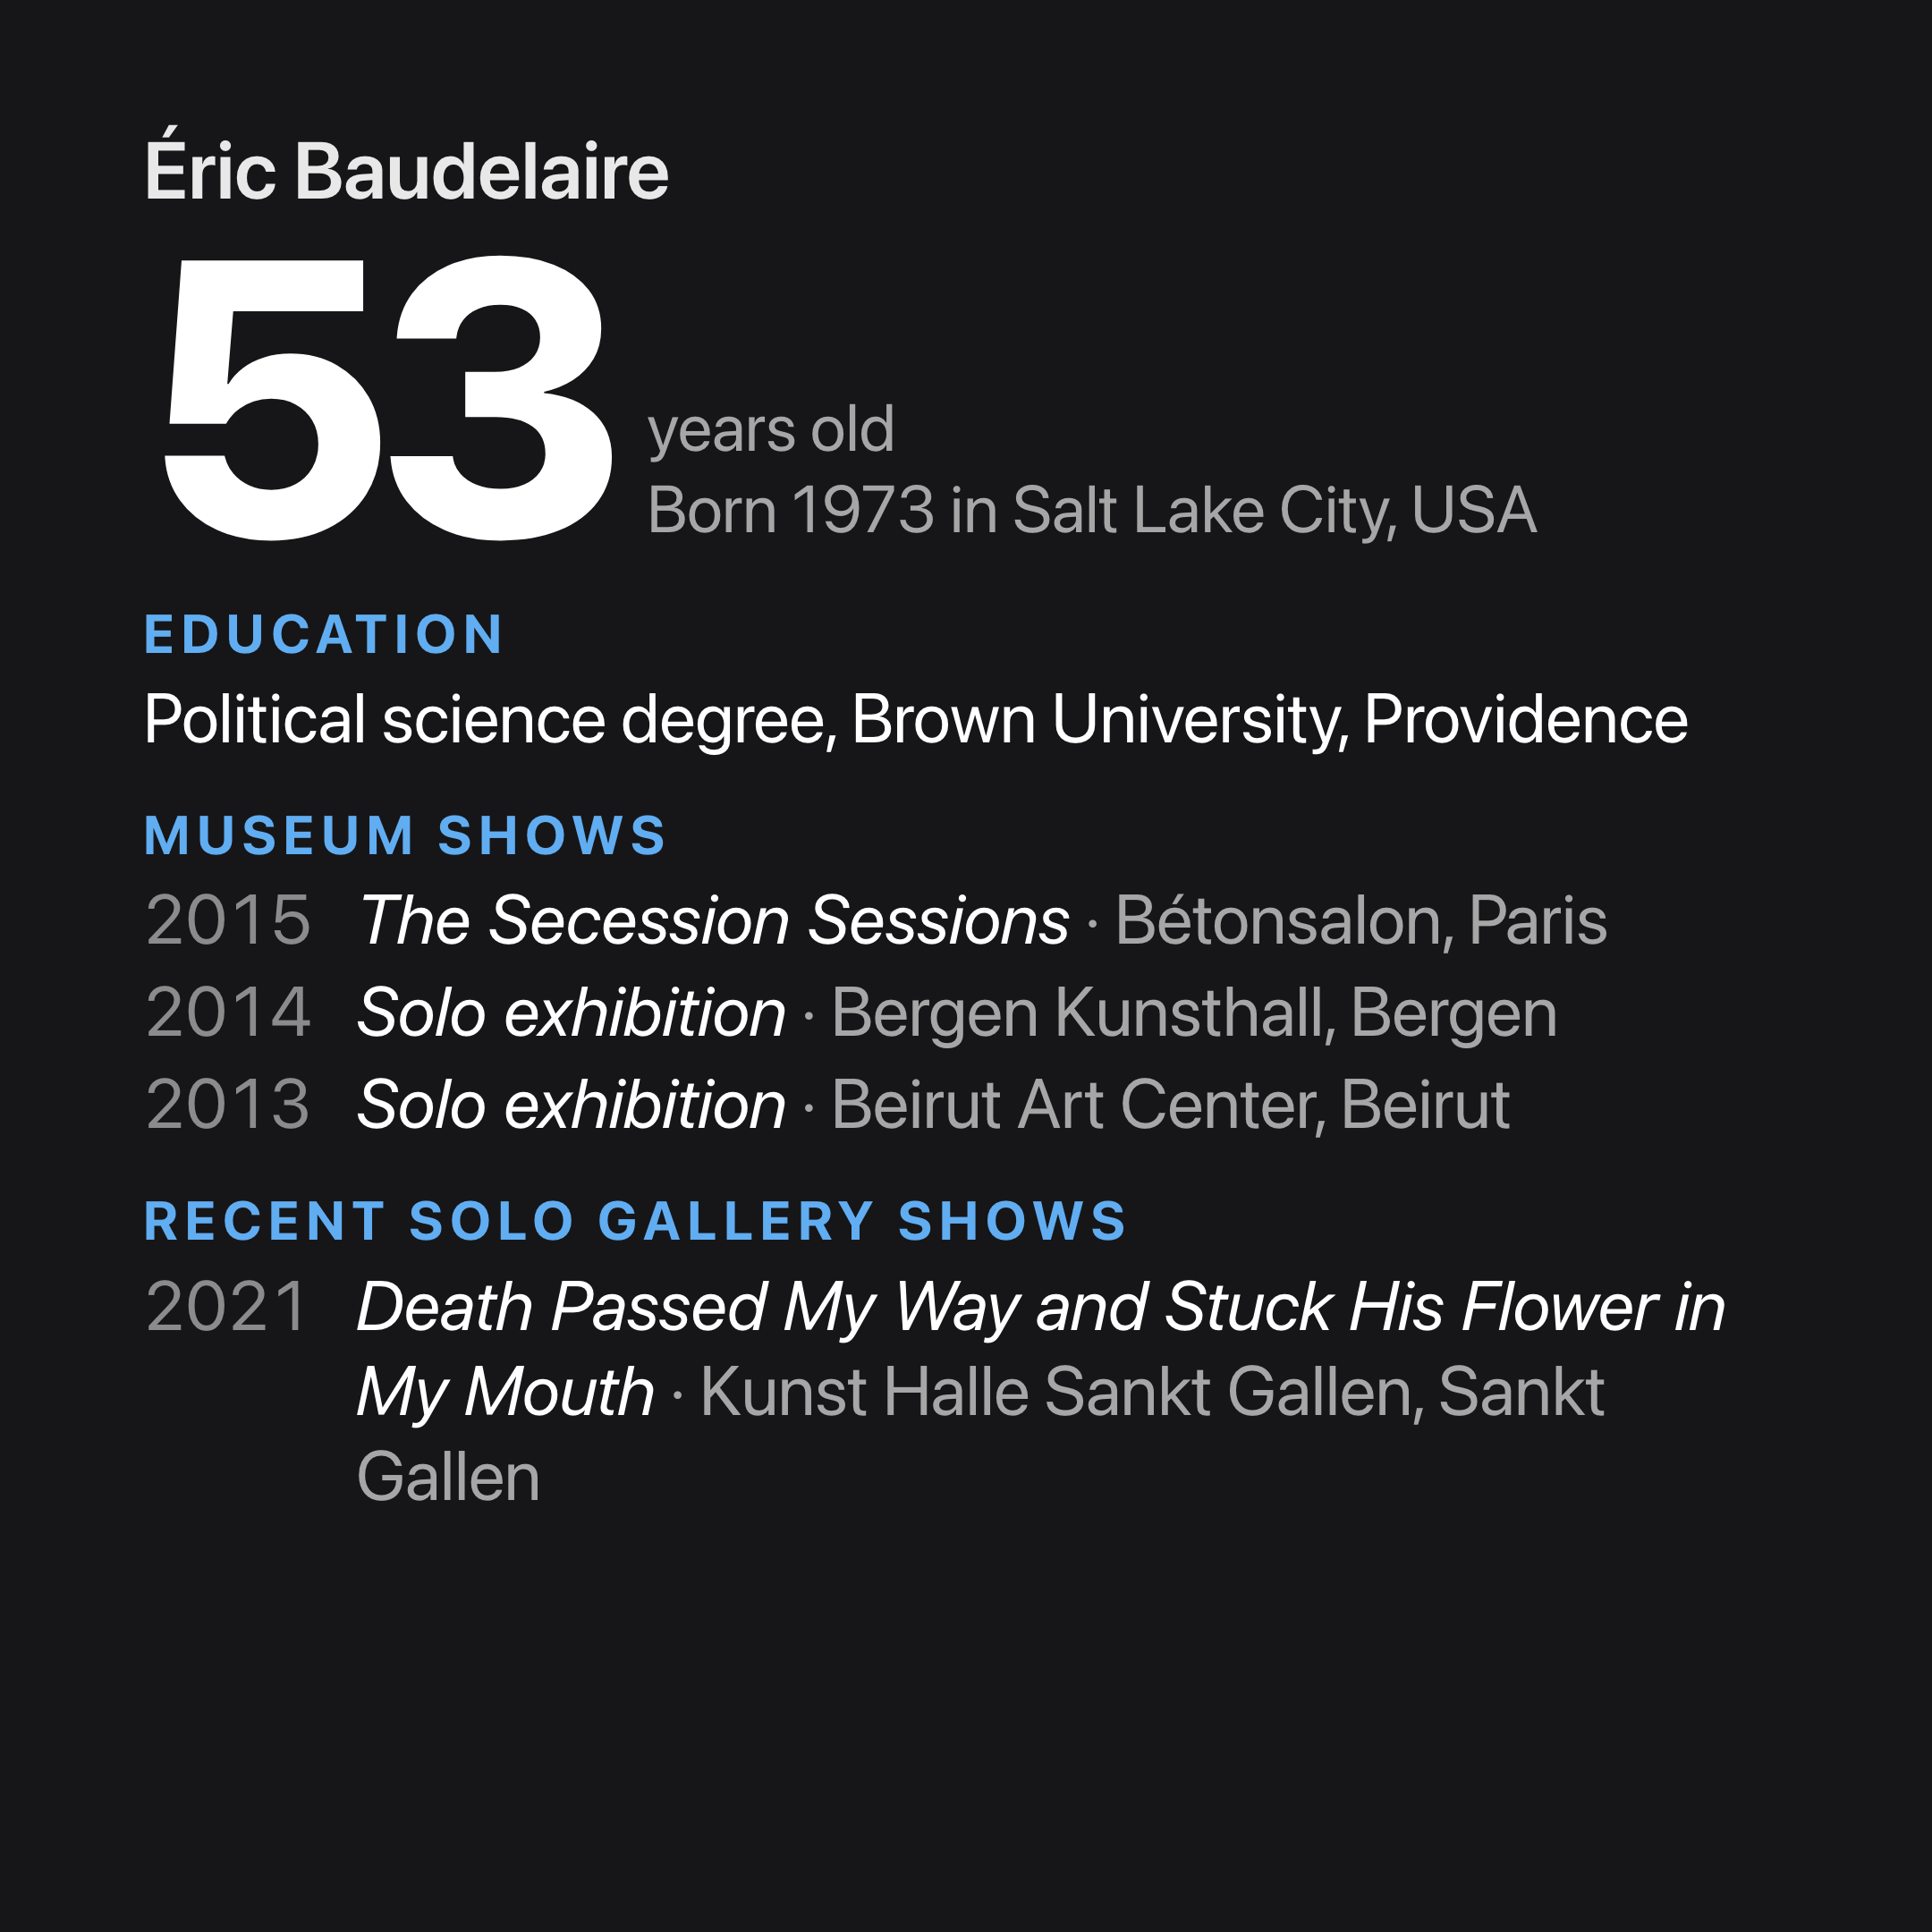 Éric Baudelaire
53
years old
Born 1973 in Salt Lake City, USA
EDUCATION
Political science degree, Brown University, Providence
MUSEUM SHOWS
2015 The Secession Sessions · Bétonsalon, Paris
2014 Solo exhibition · Bergen Kunsthall, Bergen
2013 Solo exhibition · Beirut Art Center, Beirut
RECENT SOLO GALLERY SHOWS
2021 Death Passed My Way and Stuck His Flower in
My Mouth · Kunst Halle Sankt Gallen, Sankt
Gallen